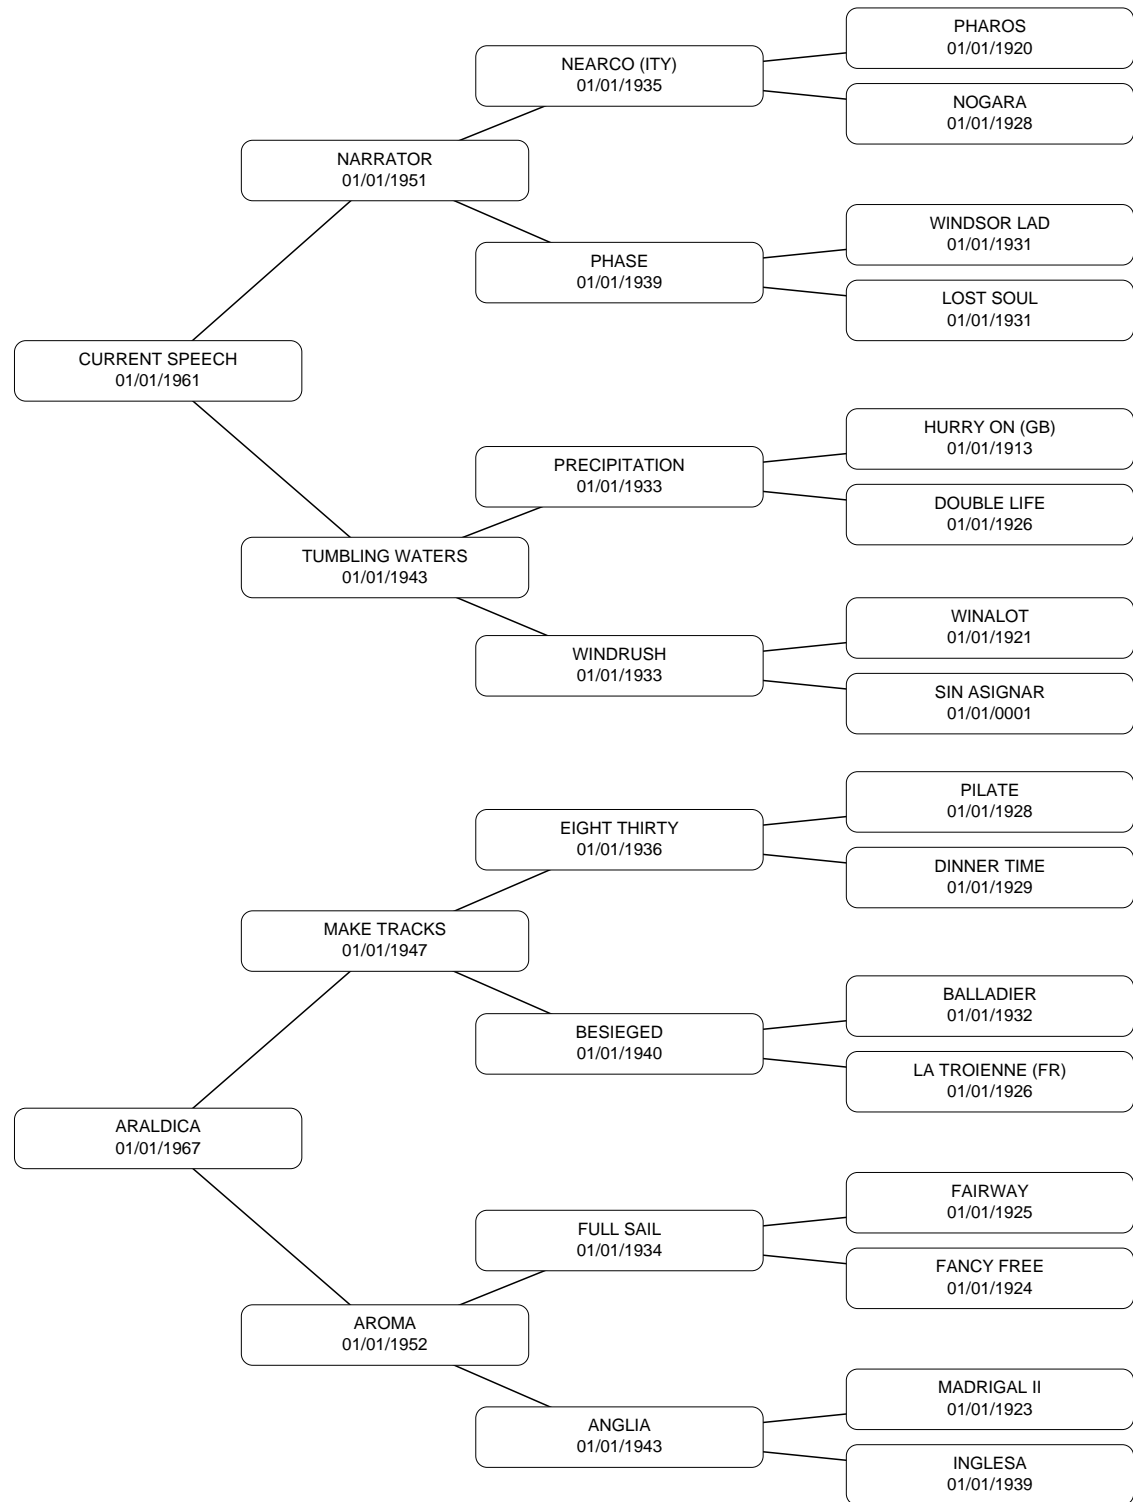 PHAROS
01/01/1920
NEARCO (ITY)
01/01/1935
NOGARA
01/01/1928
NARRATOR
01/01/1951
WINDSOR LAD
01/01/1931
PHASE
01/01/1939
LOST SOUL
01/01/1931
CURRENT SPEECH
01/01/1961
HURRY ON (GB)
01/01/1913
PRECIPITATION
01/01/1933
DOUBLE LIFE
01/01/1926
TUMBLING WATERS
01/01/1943
WINALOT
01/01/1921
WINDRUSH
01/01/1933
SIN ASIGNAR
01/01/0001
PILATE
01/01/1928
EIGHT THIRTY
01/01/1936
DINNER TIME
01/01/1929
MAKE TRACKS
01/01/1947
BALLADIER
01/01/1932
BESIEGED
01/01/1940
LA TROIENNE (FR)
01/01/1926
ARALDICA
01/01/1967
FAIRWAY
01/01/1925
FULL SAIL
01/01/1934
FANCY FREE
01/01/1924
AROMA
01/01/1952
MADRIGAL II
01/01/1923
ANGLIA
01/01/1943
INGLESA
01/01/1939